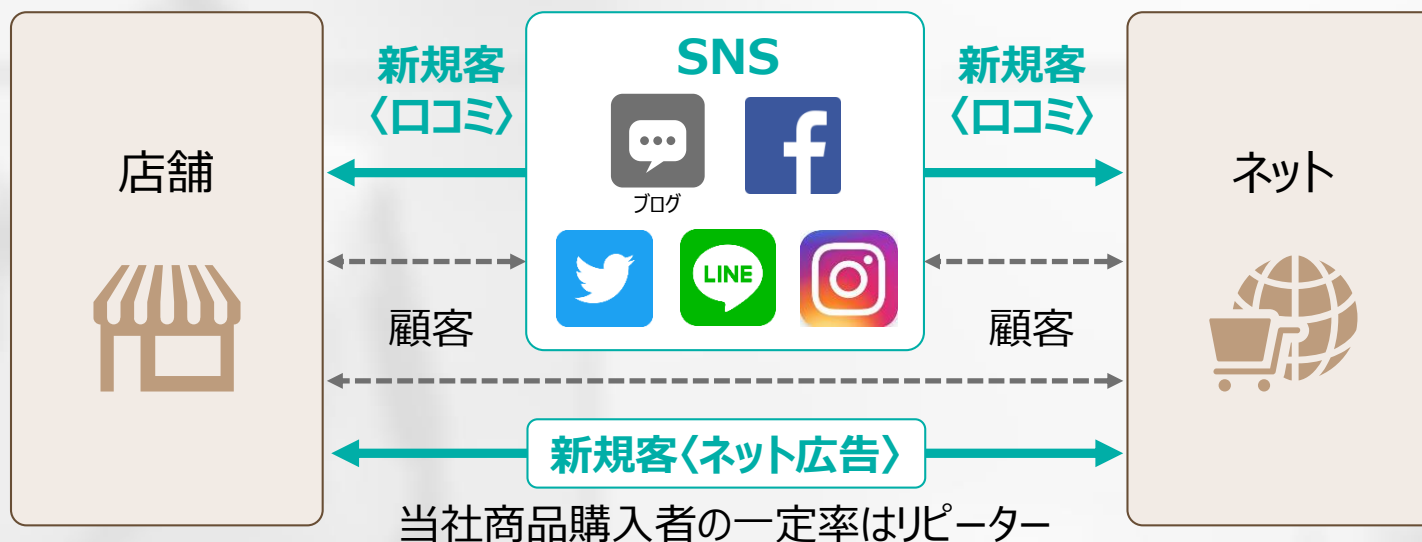 店舗
新規客
〈口コミ〉
SNS
ブログ
LINE
新規客
〈口コミ〉
ネット
顧客
顧客
新規客〈ネット広告〉
当社商品購入者の一定率はリピーター